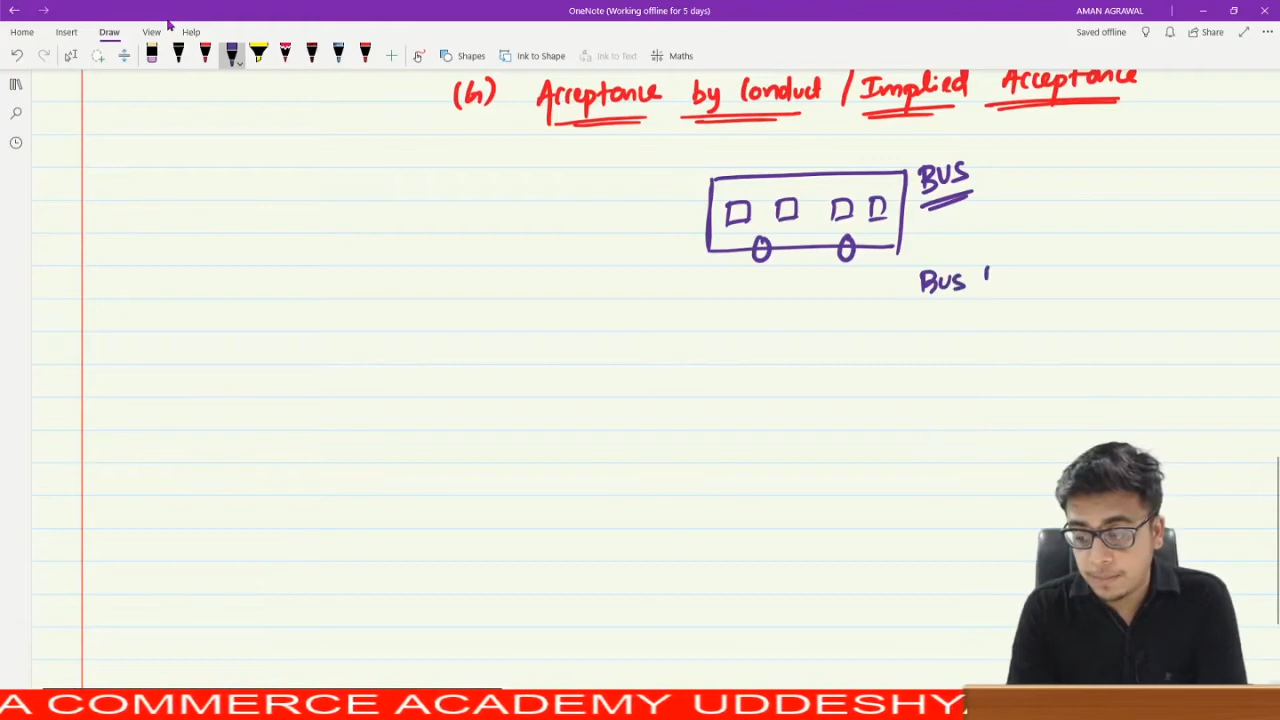 OneNote (Working offline for 5 days)
AMAN AGRAWAL
Home Insert Draw View Help
Saved offline
Share
Shapes
Ink to Shape
Ink to Text
Maths
(h) Acceptance by Conduct / Implied Acceptance
BUS
Bus
A COMMERCE ACADEMY UDDESHY